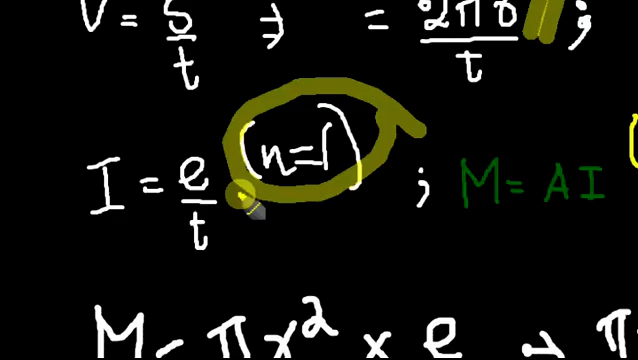 V = S/t ⇒ = 2πr/t ;
I = e/t (n=1) ; M = AI
M = πr² × e → π